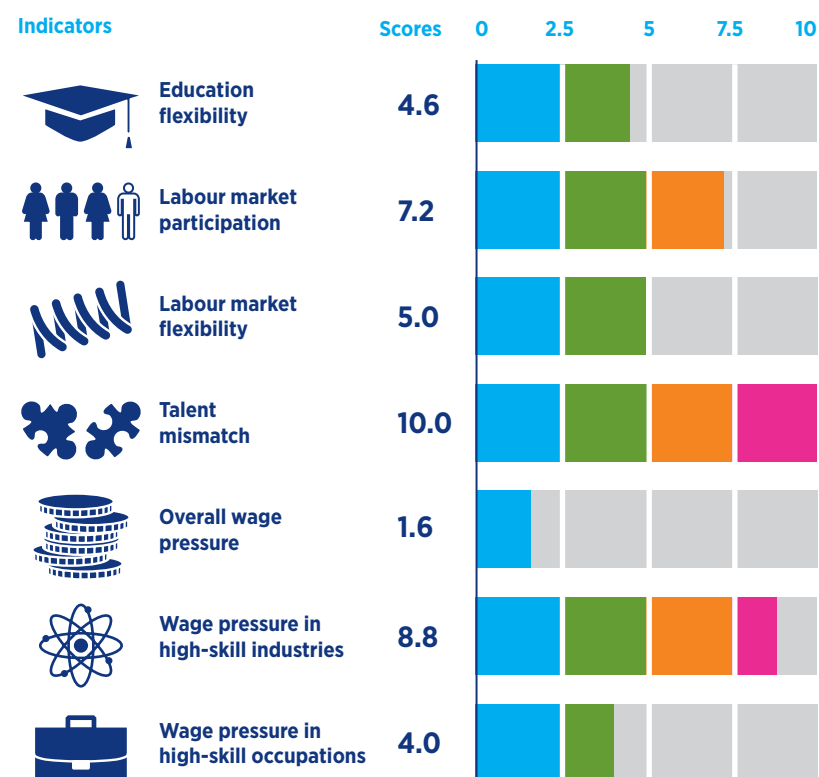 Indicators Scores 0 2.5 5 7.5 10
Education
flexibility
4.6
Labour market
participation
7.2
Labour market
flexibility
5.0
Talent
mismatch
10.0
Overall wage
pressure
1.6
Wage pressure in
high-skill industries
8.8
Wage pressure in
high-skill occupations
4.0